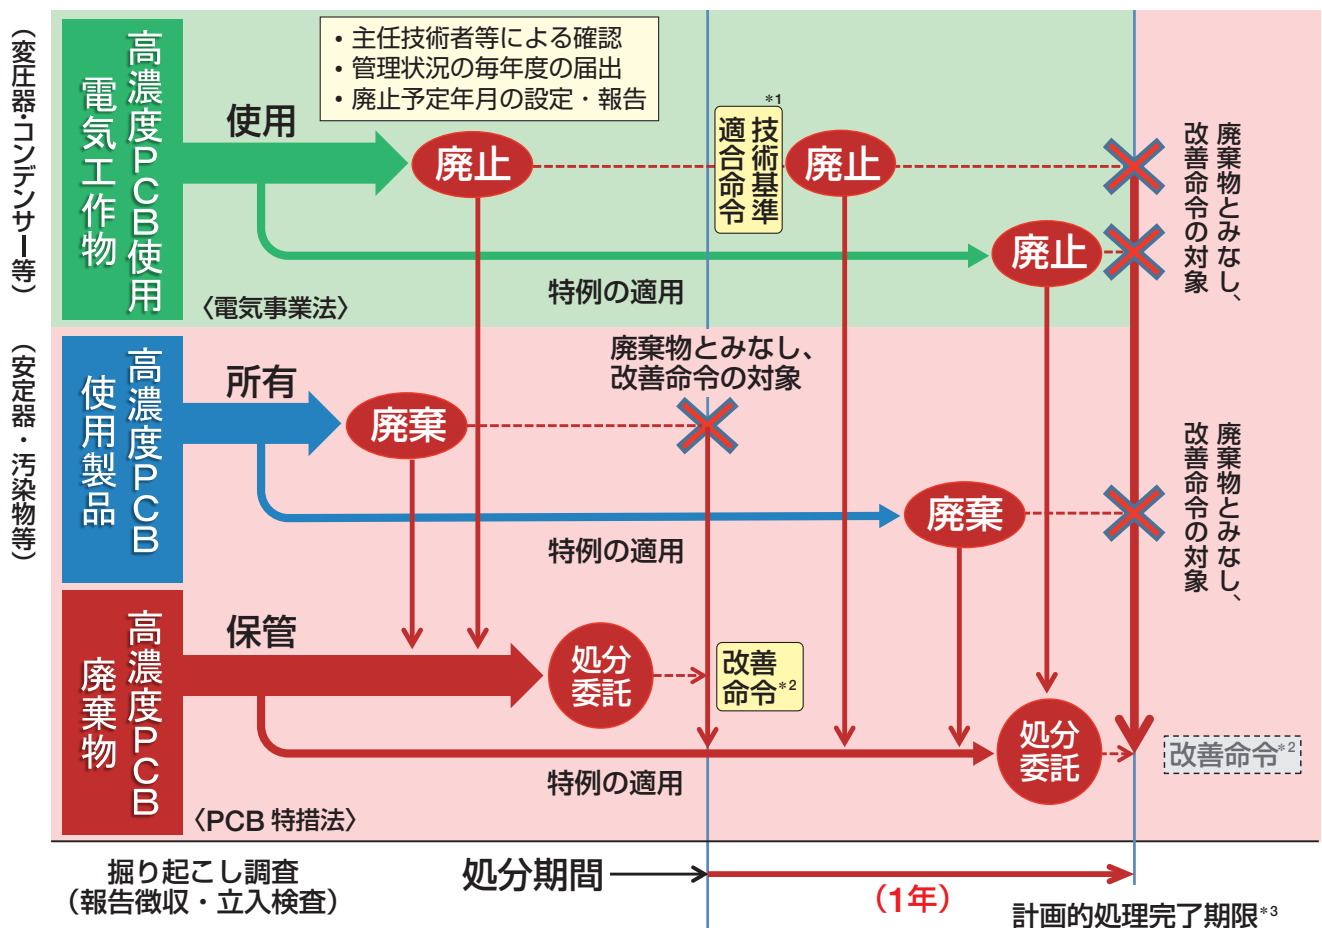 （変圧器・コンデンサー等）
高濃度PCB使用
電気工作物
・主任技術者等による確認
・管理状況の毎年度の届出
・廃止予定年月の設定・報告
使用
廃止
*1
技術基準
適合命令
廃止
廃止
特例の適用
〈電気事業法〉
廃棄物とみなし、
改善命令の対象
（安定器・汚染物等）
高濃度PCB
使用製品
所有
廃棄
廃棄物とみなし、
改善命令の対象
廃棄
特例の適用
廃棄物とみなし、
改善命令の対象
高濃度PCB
廃棄物
保管
処分
委託
改善
命令*2
処分
委託
改善命令*2
特例の適用
〈PCB 特措法〉
掘り起こし調査
（報告徴収・立入検査）
処分期間
（1年）
計画的処理完了期限*3